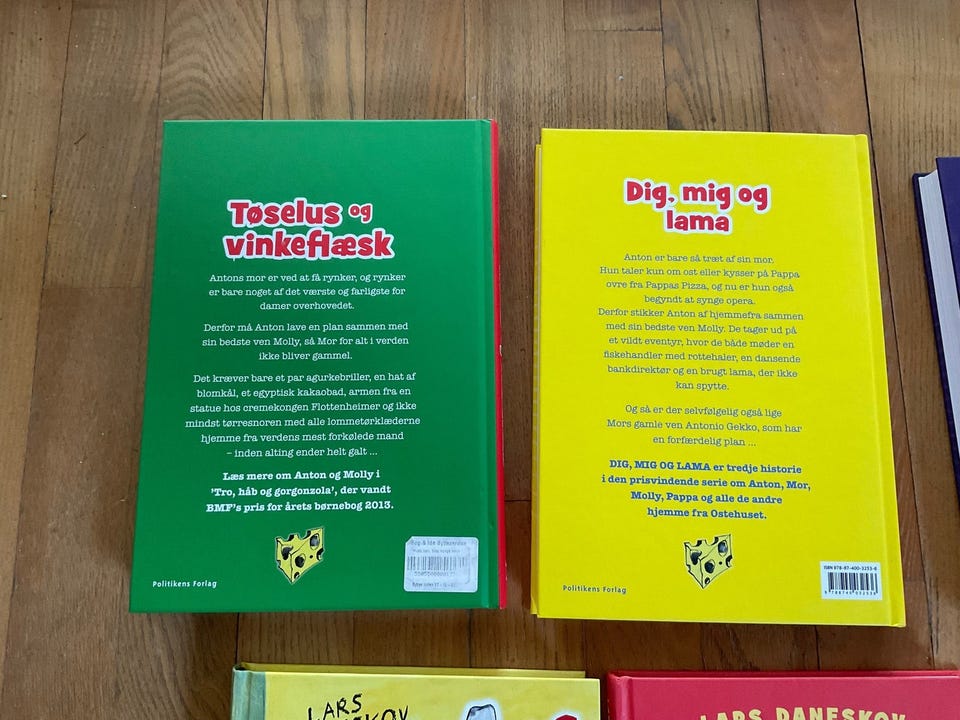 Tøselus og
vinkeflæsk
Antons mor er ved at få rynker, og rynker
er bare noget af det værste og farligste for
damer overhovedet.
Derfor må Anton lave en plan sammen med
sin bedste ven Molly, så Mor for alt i verden
ikke bliver gammel.
Det kræver bare et par agurkebriller, en hat af
blomkål, et egyptisk kakaobad, armen fra en
statue hos cremekongen Flottenheimer og ikke
mindst tørresnoren med alle lommetørklæderne
hjemme fra verdens mest forkølede mand
– inden alting ender helt galt ...
Læs mere om Anton og Molly i
’Tro, håb og gorgonzola’, der vandt
BMF’s pris for årets børnebog 2013.
Politikens Forlag
Dig, mig og
lama
Anton er bare så træt af sin mor.
Hun taler kun om ost eller kysser på Pappa
ovre fra Pappas Pizza, og nu er hun også
begyndt at synge opera.
Derfor stikker Anton af hjemmefra sammen
med sin bedste ven Molly. De tager ud på
et vildt eventyr, hvor de både møder en
fiskehandler med rottehaler, en dansende
bankdirektør og en brugt lama, der ikke
kan spytte.
Og så er der selvfølgelig også lige
Mors gamle ven Antonio Gekko, som har
en forfærdelig plan ...
DIG, MIG OG LAMA er tredje historie
i den prisvindende serie om Anton, Mor,
Molly, Pappa og alle de andre
hjemme fra Ostehuset.
Politikens Forlag
ISBN 978-87-400-3253-6
9 788740 032536
LARS
LARS DANESKOV